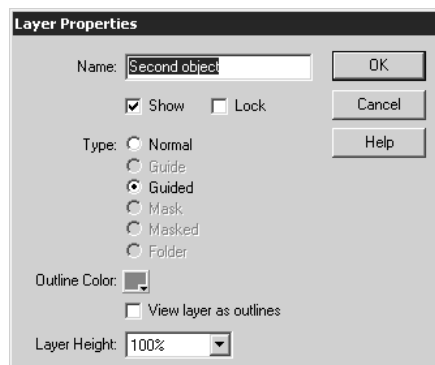 Layer Properties
Name: Second object OK
Show Lock Cancel
Type: Normal Help
Guide
Guided
Mask
Masked
Folder
Outline Color:
View layer as outlines
Layer Height: 100%